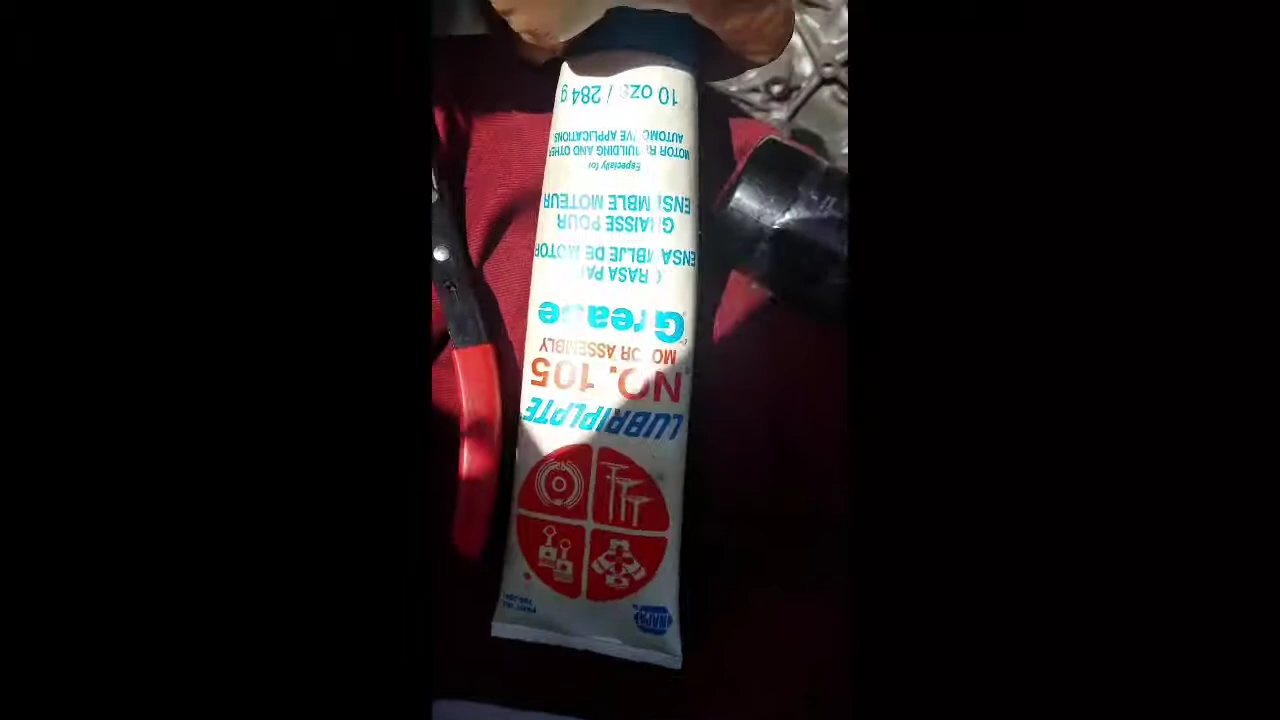 NAPA
LUBRIPLATE
NO. 105
MOTOR ASSEMBLY
Grease
GRASA PARA
ENSAMBLJE DE MOTOR
GRAISSE POUR
ENSEMBLE MOTEUR
Especially for
MOTOR REBUILDING AND OTHER
AUTOMOTIVE APPLICATIONS
10 OZS / 284 g